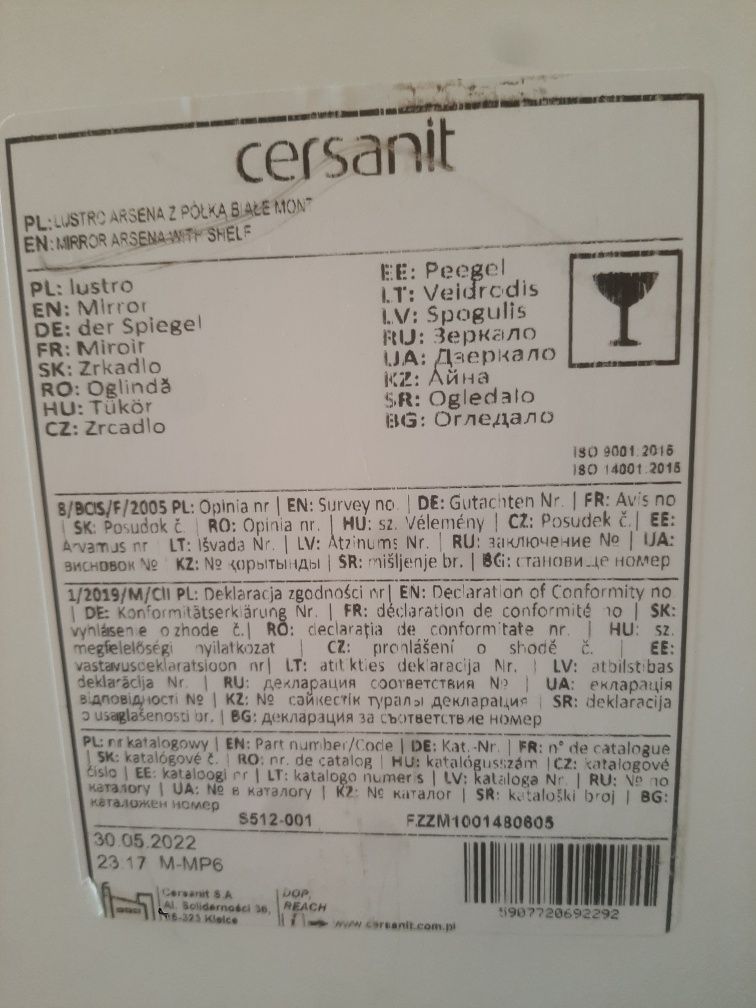 cersanit
PL: LUSTRO ARSENA Z PÓŁKĄ BIAŁE MONT
EN: MIRROR ARSENA WITH SHELF
PL: lustro
EN: Mirror
DE: der Spiegel
FR: Miroir
SK: Zrkadlo
RO: Oglindă
HU: Tükör
CZ: Zrcadlo
EE: Peegel
LT: Veidrodis
LV: Spogulis
RU: Зеркало
UA: Дзеркало
KZ: Айна
SR: Ogledalo
BG: Огледало
ISO 9001:2015
ISO 14001:2015
8/BCIS/F/2005 PL: Opinia nr | EN: Survey no. | DE: Gutachten Nr. | FR: Avis no
| SK: Posudok č. | RO: Opinia nr. | HU: sz. Vélemény | CZ: Posudek č. | EE:
Arvamus nr LT: Išvada Nr. | LV: Atzinums Nr. | RU: заключение № | UA:
висновок № KZ: № қорытынды | SR: mišljenje br. | BG: становище номер
1/2019/M/CII PL: Deklaracja zgodności nr | EN: Declaration of Conformity no
| DE: Konformitätserklärung Nr. | FR: déclaration de conformité no | SK:
vyhlásenie o zhode č. | RO: declarația de conformitate nr. | HU: sz.
megfelelőségi nyilatkozat | CZ: prohlášení o shodě č. | EE:
vastavusdeklaratsioon nr | LT: atitikties deklaracija Nr. | LV: atbilstības
deklarācija Nr. | RU: декларация соответствия № | UA: екларація
відповідності № | KZ: № сәйкестік туралы декларация | SR: deklaracija
o usaglašenosti br. | BG: декларация за съответствие номер
PL: nr katalogowy | EN: Part number/Code | DE: Kat.-Nr. | FR: n° de catalogue
| SK: katalógové č. | RO: nr. de catalog | HU: katalógusszám | CZ: katalogové
číslo | EE: kataloogi nr | LT: katalogo numeris | LV: kataloga Nr. | RU: № по
каталогу | UA: № в каталогу | KZ: № каталог | SR: kataloški broj | BG:
каталожен номер
S512-001 FZZM1001480805
30.05.2022
23:17 M-MP6
Cersanit S.A.
Al. Solidarności 36,
25-323 Kielce
DOP,
REACH
www.cersanit.com.pl
5907720692292